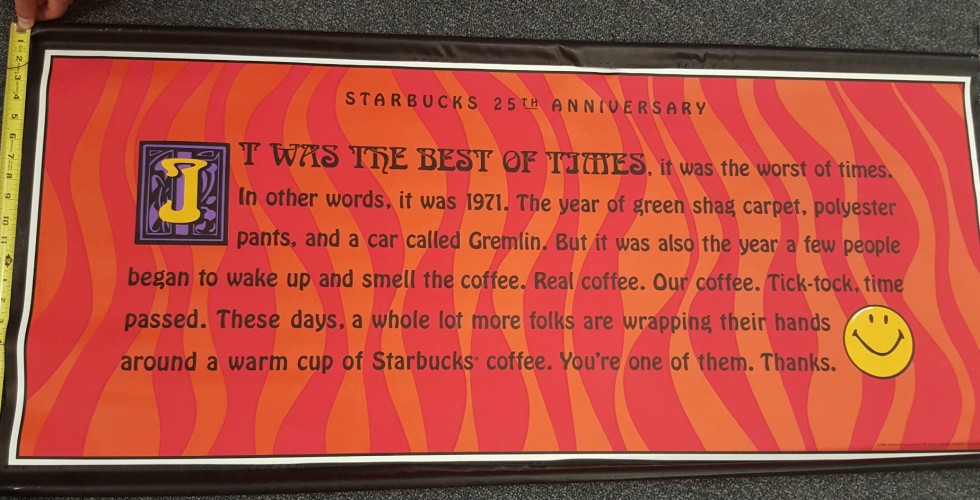 STARBUCKS 25TH ANNIVERSARY
IT WAS THE BEST OF TIMES, it was the worst of times.
In other words, it was 1971. The year of green shag carpet, polyester
pants, and a car called Gremlin. But it was also the year a few people
began to wake up and smell the coffee. Real coffee. Our coffee. Tick-tock, time
passed. These days, a whole lot more folks are wrapping their hands
around a warm cup of Starbucks® coffee. You're one of them. Thanks.